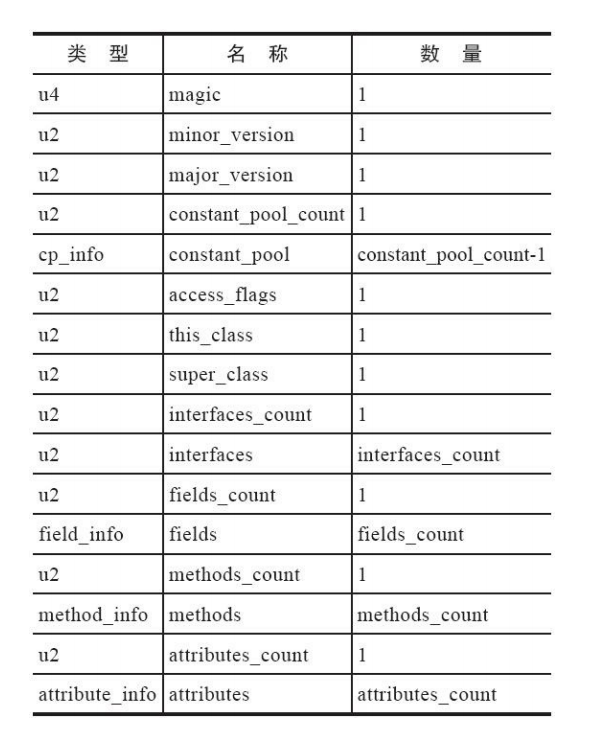 类 型 名 称 数 量
u4 magic 1
u2 minor_version 1
u2 major_version 1
u2 constant_pool_count 1
cp_info constant_pool constant_pool_count-1
u2 access_flags 1
u2 this_class 1
u2 super_class 1
u2 interfaces_count 1
u2 interfaces interfaces_count
u2 fields_count 1
field_info fields fields_count
u2 methods_count 1
method_info methods methods_count
u2 attributes_count 1
attribute_info attributes attributes_count